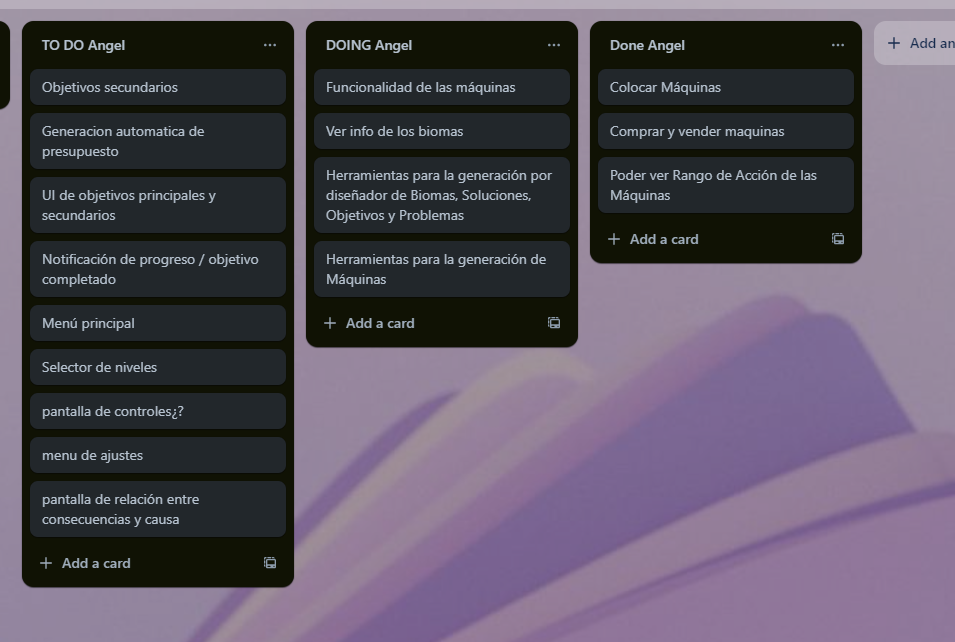 TO DO Angel
Objetivos secundarios
Generacion automatica de
presupuesto
UI de objetivos principales y
secundarios
Notificación de progreso / objetivo
completado
Menú principal
Selector de niveles
pantalla de controles¿?
menu de ajustes
pantalla de relación entre
consecuencias y causa
+ Add a card
DOING Angel
Funcionalidad de las máquinas
Ver info de los biomas
Herramientas para la generación por
diseñador de Biomas, Soluciones,
Objetivos y Problemas
Herramientas para la generación de
Máquinas
+ Add a card
Done Angel
Colocar Máquinas
Comprar y vender maquinas
Poder ver Rango de Acción de las
Máquinas
+ Add a card
+ Add an